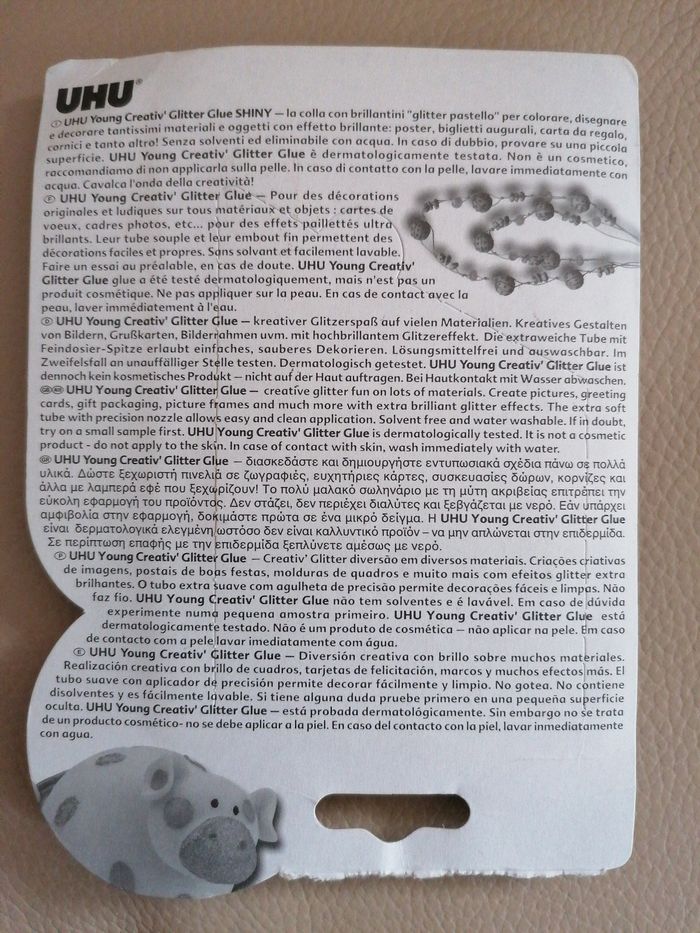 UHU®
Ⓘ UHU Young Creativ' Glitter Glue SHINY – la colla con brillantini "glitter pastello" per colorare, disegnare
e decorare tantissimi materiali e oggetti con effetto brillante: poster, biglietti augurali, carta da regalo,
cornici e tanto altro! Senza solventi ed eliminabile con acqua. In caso di dubbio, provare su una piccola
superficie. UHU Young Creativ' Glitter Glue è dermatologicamente testata. Non è un cosmetico,
raccomandiamo di non applicarla sulla pelle. In caso di contatto con la pelle, lavare immediatamente con
acqua. Cavalca l'onda della creatività!
Ⓕ UHU Young Creativ' Glitter Glue – Pour des décorations
originales et ludiques sur tous matériaux et objets : cartes de
voeux, cadres photos, etc... pour des effets pailletés ultra
brillants. Leur tube souple et leur embout fin permettent des
décorations faciles et propres. Sans solvant et facilement lavable.
Faire un essai au préalable, en cas de doute. UHU Young Creativ'
Glitter Glue glue a été testé dermatologiquement, mais n'est pas un
produit cosmétique. Ne pas appliquer sur la peau. En cas de contact avec la
peau, laver immédiatement à l'eau.
Ⓓ UHU Young Creativ' Glitter Glue – kreativer Glitzerspaß auf vielen Materialien. Kreatives Gestalten
von Bildern, Grußkarten, Bilderrahmen uvm. mit hochbrillantem Glitzereffekt. Die extraweiche Tube mit
Feindosier-Spitze erlaubt einfaches, sauberes Dekorieren. Lösungsmittelfrei und auswaschbar. Im
Zweifelsfall an unauffälliger Stelle testen. Dermatologisch getestet. UHU Young Creativ' Glitter Glue ist
dennoch kein kosmetisches Produkt – nicht auf der Haut auftragen. Bei Hautkontakt mit Wasser abwaschen.
UHU Young Creativ' Glitter Glue – creative glitter fun on lots of materials. Create pictures, greeting
cards, gift packaging, picture frames and much more with extra brilliant glitter effects. The extra soft
tube with precision nozzle allows easy and clean application. Solvent free and water washable. If in doubt,
try on a small sample first. UHU Young Creativ' Glitter Glue is dermatologically tested. It is not a cosmetic
product - do not apply to the skin. In case of contact with skin, wash immediately with water.
UHU Young Creativ' Glitter Glue – διασκεδάστε και δημιουργήστε εντυπωσιακά σχέδια πάνω σε πολλά
υλικά. Δώστε ξεχωριστή πινελιά σε ζωγραφιές, ευχητήριες κάρτες, συσκευασίες δώρων, κορνίζες και
άλλα με λαμπερά εφέ που ξεχωρίζουν! Το πολύ μαλακό σωληνάριο με τη μύτη ακριβείας επιτρέπει την
εύκολη εφαρμογή του προϊόντος. Δεν στάζει, δεν περιέχει διαλύτες και ξεβγάζεται με νερό. Εάν υπάρχει
αμφιβολία στην εφαρμογή, δοκιμάστε πρώτα σε ένα μικρό δείγμα. Η UHU Young Creativ' Glitter Glue
είναι δερματολογικά ελεγμένη ωστόσο δεν είναι καλλυντικό προϊόν – να μην απλώνεται στην επιδερμίδα.
Σε περίπτωση επαφής με την επιδερμίδα ξεπλύνετε αμέσως με νερό.
Ⓟ UHU Young Creativ' Glitter Glue – Creativ' Glitter diversão em diversos materiais. Criações criativas
de imagens, postais de boas festas, molduras de quadros e muito mais com efeitos glitter extra
brilhantes. O tubo extra suave com agulheta de precisão permite decorações fáceis e limpas. Não
faz fio. UHU Young Creativ' Glitter Glue não tem solventes e é lavável. Em caso de dúvida
experimente numa pequena amostra primeiro. UHU Young Creativ' Glitter Glue está
dermatologicamente testado. Não é um produto de cosmética – não aplicar na pele. Em caso
de contacto com a pele lavar imediatamente com água.
Ⓔ UHU Young Creativ' Glitter Glue – Diversión creativa con brillo sobre muchos materiales.
Realización creativa con brillo de cuadros, tarjetas de felicitación, marcos y muchos efectos más. El
tubo suave con aplicador de precisión permite decorar fácilmente y limpio. No gotea. No contiene
disolventes y es fácilmente lavable. Si tiene alguna duda pruebe primero en una pequeña superficie
oculta. UHU Young Creativ' Glitter Glue – está probada dermatológicamente. Sin embargo no se trata
de un producto cosmético- no se debe aplicar a la piel. En caso del contacto con la piel, lavar inmediatamente
con agua.